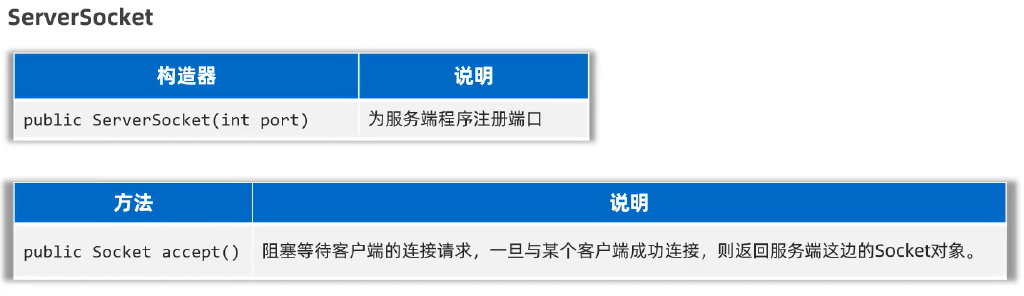 ServerSocket
构造器 说明
public ServerSocket(int port) 为服务端程序注册端口
方法 说明
public Socket accept() 阻塞等待客户端的连接请求，一旦与某个客户端成功连接，则返回服务端这边的Socket对象。